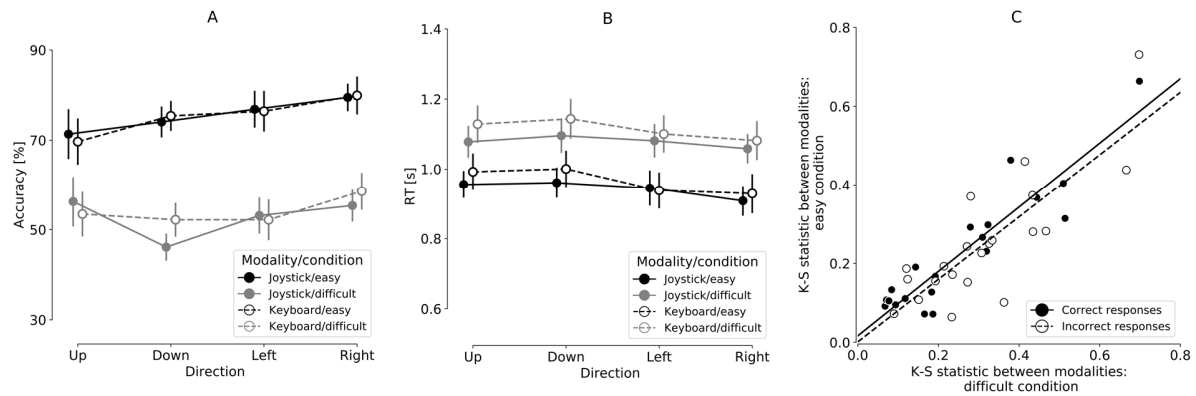 A
90
70
50
30
Accuracy [%]
Up Down Left Right
Direction
Modality/condition
Joystick/easy
Joystick/difficult
Keyboard/easy
Keyboard/difficult
B
1.4
1.2
1.0
0.8
0.6
RT [s]
Up Down Left Right
Direction
Modality/condition
Joystick/easy
Joystick/difficult
Keyboard/easy
Keyboard/difficult
C
0.8
0.6
0.4
0.2
0.0
K-S statistic between modalities:
easy condition
0.0 0.2 0.4 0.6 0.8
K-S statistic between modalities:
difficult condition
Correct responses
Incorrect responses